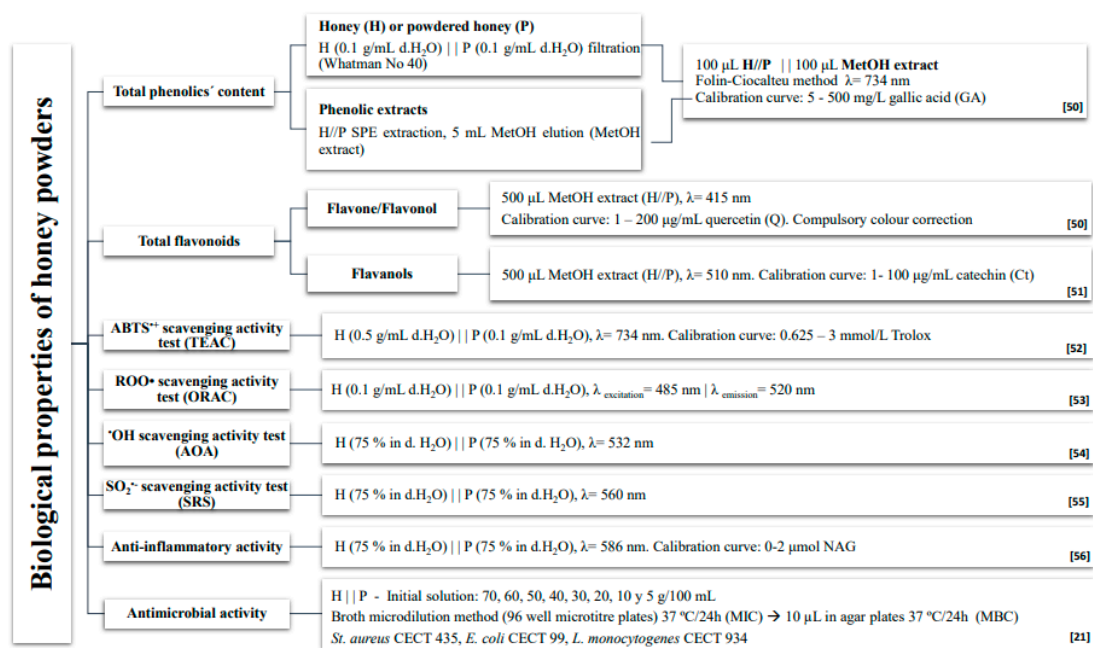 Biological properties of honey powders
Total phenolics´ content
Honey (H) or powdered honey (P)
H (0.1 g/mL d.H₂O) || P (0.1 g/mL d.H₂O) filtration
(Whatman No 40)
Phenolic extracts
H//P SPE extraction, 5 mL MetOH elution (MetOH
extract)
100 µL H//P || 100 µL MetOH extract
Folin-Ciocalteu method λ= 734 nm
Calibration curve: 5 - 500 mg/L gallic acid (GA)
[50]
Total flavonoids
Flavone/Flavonol
500 µL MetOH extract (H//P), λ= 415 nm
Calibration curve: 1 – 200 µg/mL quercetin (Q). Compulsory colour correction
[50]
Flavanols
500 µL MetOH extract (H//P), λ= 510 nm. Calibration curve: 1- 100 µg/mL catechin (Ct)
[51]
ABTS•+ scavenging activity
test (TEAC)
H (0.5 g/mL d.H₂O) || P (0.1 g/mL d.H₂O), λ= 734 nm. Calibration curve: 0.625 – 3 mmol/L Trolox
[52]
ROO• scavenging activity
test (ORAC)
H (0.1 g/mL d.H₂O) || P (0.1 g/mL d.H₂O), λ excitation = 485 nm | λ emission = 520 nm
[53]
•OH scavenging activity test
(AOA)
H (75 % in d. H₂O) || P (75 % in d. H₂O), λ= 532 nm
[54]
SO₂•- scavenging activity test
(SRS)
H (75 % in d.H₂O) || P (75 % in d.H₂O), λ= 560 nm
[55]
Anti-inflammatory activity
H (75 % in d.H₂O) || P (75 % in d.H₂O), λ= 586 nm. Calibration curve: 0-2 µmol NAG
[56]
Antimicrobial activity
H || P - Initial solution: 70, 60, 50, 40, 30, 20, 10 y 5 g/100 mL
Broth microdilution method (96 well microtitre plates) 37 ºC/24h (MIC) → 10 µL in agar plates 37 ºC/24h (MBC)
St. aureus CECT 435, E. coli CECT 99, L. monocytogenes CECT 934
[21]